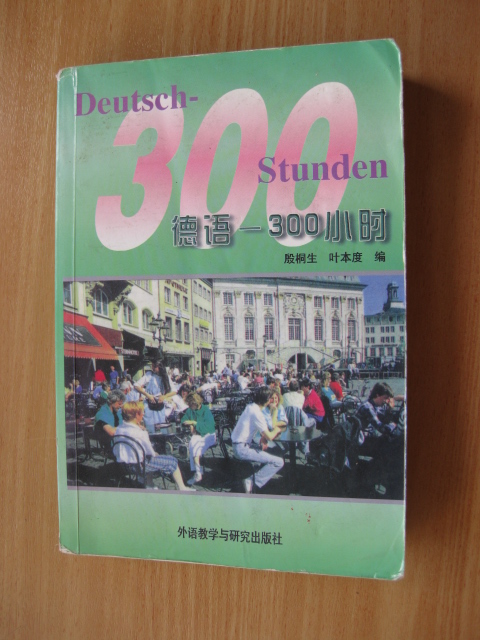 Deutsch-
300
Stunden
德语－300小时
殷桐生 叶本度 编
外语教学与研究出版社